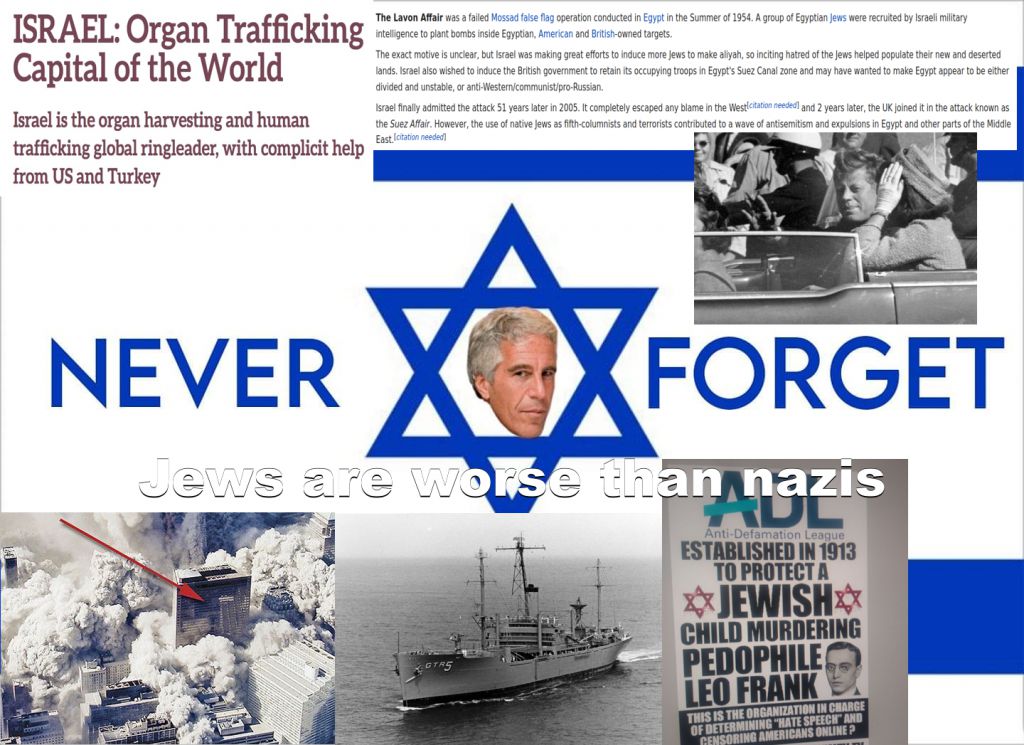 ISRAEL: Organ Trafficking
Capital of the World
Israel is the organ harvesting and human
trafficking global ringleader, with complicit help
from US and Turkey
The Lavon Affair was a failed Mossad false flag operation conducted in Egypt in the Summer of 1954. A group of Egyptian Jews were recruited by Israeli military
intelligence to plant bombs inside Egyptian, American and British-owned targets.
The exact motive is unclear, but Israel was making great efforts to induce more Jews to make aliyah, so inciting hatred of the Jews helped populate their new and deserted
lands. Israel also wished to induce the British government to retain its occupying troops in Egypt's Suez Canal zone and may have wanted to make Egypt appear to be either
divided and unstable, or anti-Western/communist/pro-Russian.
Israel finally admitted the attack 51 years later in 2005. It completely escaped any blame in the West[citation needed] and 2 years later, the UK joined it in the attack known as
the Suez Affair. However, the use of native Jews as fifth-columnists and terrorists contributed to a wave of antisemitism and expulsions in Egypt and other parts of the Middle
East.[citation needed]
NEVER FORGET
Jews are worse than nazis
GTR5
ADL
Anti-Defamation League
ESTABLISHED IN 1913
TO PROTECT A
JEWISH
CHILD MURDERING
PEDOPHILE
LEO FRANK
THIS IS THE ORGANIZATION IN CHARGE
OF DETERMINING "HATE SPEECH" AND
CENSORING AMERICANS ONLINE?